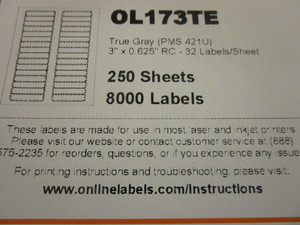 OL173TE
True Gray (PMS 421U)
3" x 0.625" RC - 32 Labels/Sheet
250 Sheets
8000 Labels
These labels are made for use in most laser and inkjet printers
Please visit our website or contact customer service at (888)
575-2235 for reorders, questions, or if you experience any issue
For printing instructions and troubleshooting, please visit:
www.onlinelabels.com/instructions